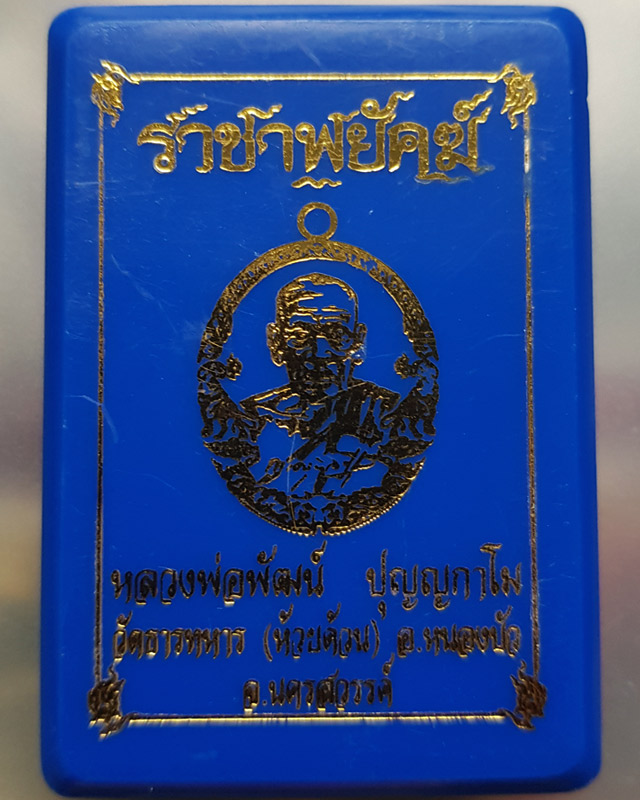 ราชาพยัคฆ์
หลวงพ่อพัฒน์ ปุญญกาโม
วัดธารทหาร (ห้วยด้วน) อ.หนองบัว
จ.นครสวรรค์